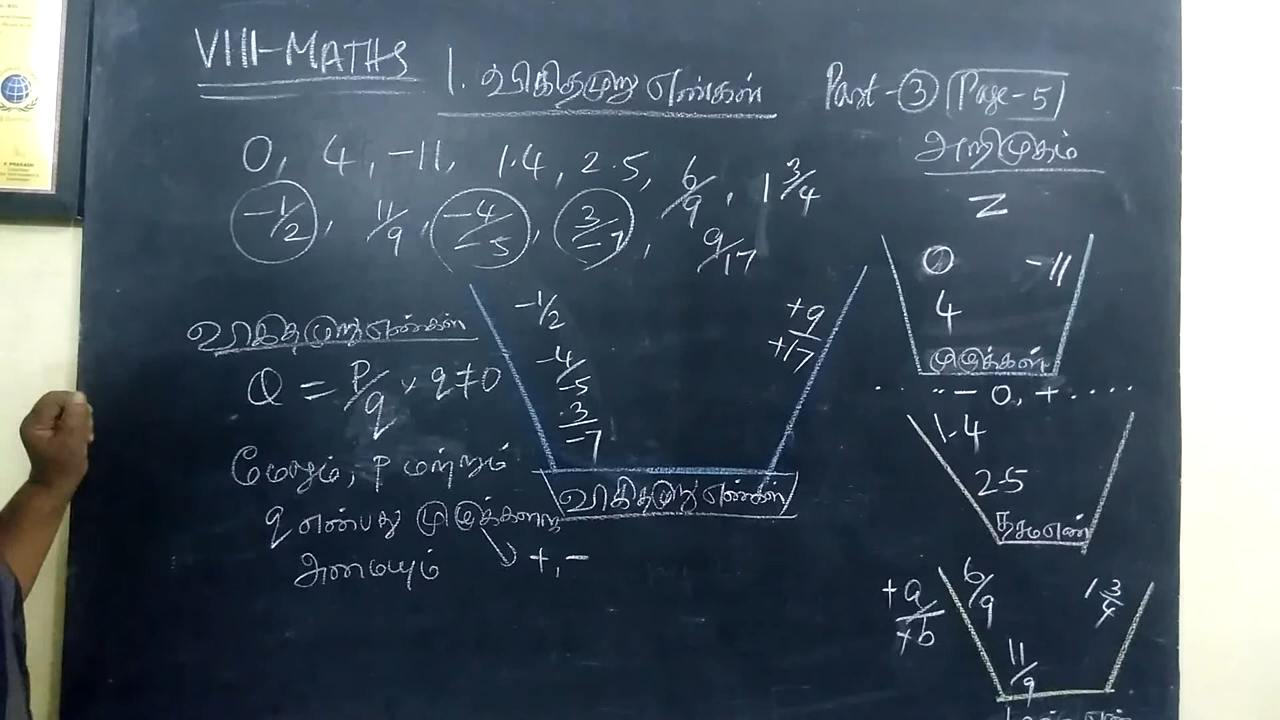 VIII-MATHS
1. விகிதமுறு எண்கள்
Part - 3 Page-5
அறிமுகம்
0, 4, -11, 1.4, 2.5, 6/9, 1 3/4
-1/2, 11/9, -4/-5, 3/-7, 9/17
Z
0 -11
4
முழுக்கள்
.. .. - 0, + ....
விகிதமுறு எண்கள்
Q = p/q, q≠0
மேலும், p மற்றும்
q என்பது முழுக்களாக
அமையும் +, -
-1/2
-4/-5
3/-7
+9/+17
விகிதமுறு எண்கள்
1.4
2.5
தசமஎண்
6/9 1 3/4
11/9